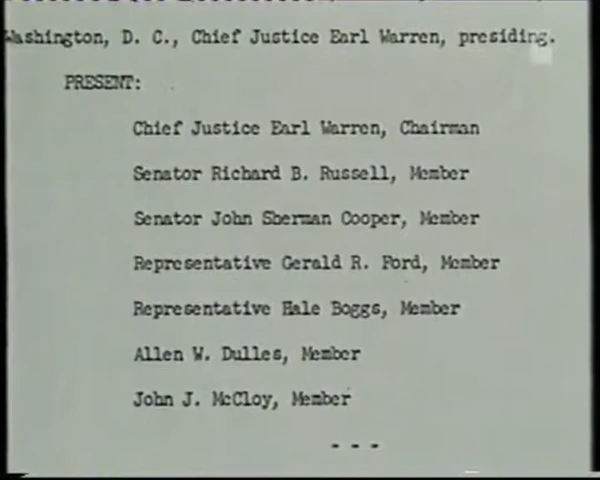 Washington, D. C., Chief Justice Earl Warren, presiding.
PRESENT:
Chief Justice Earl Warren, Chairman
Senator Richard B. Russell, Member
Senator John Sherman Cooper, Member
Representative Gerald R. Ford, Member
Representative Hale Boggs, Member
Allen W. Dulles, Member
John J. McCloy, Member
- - -